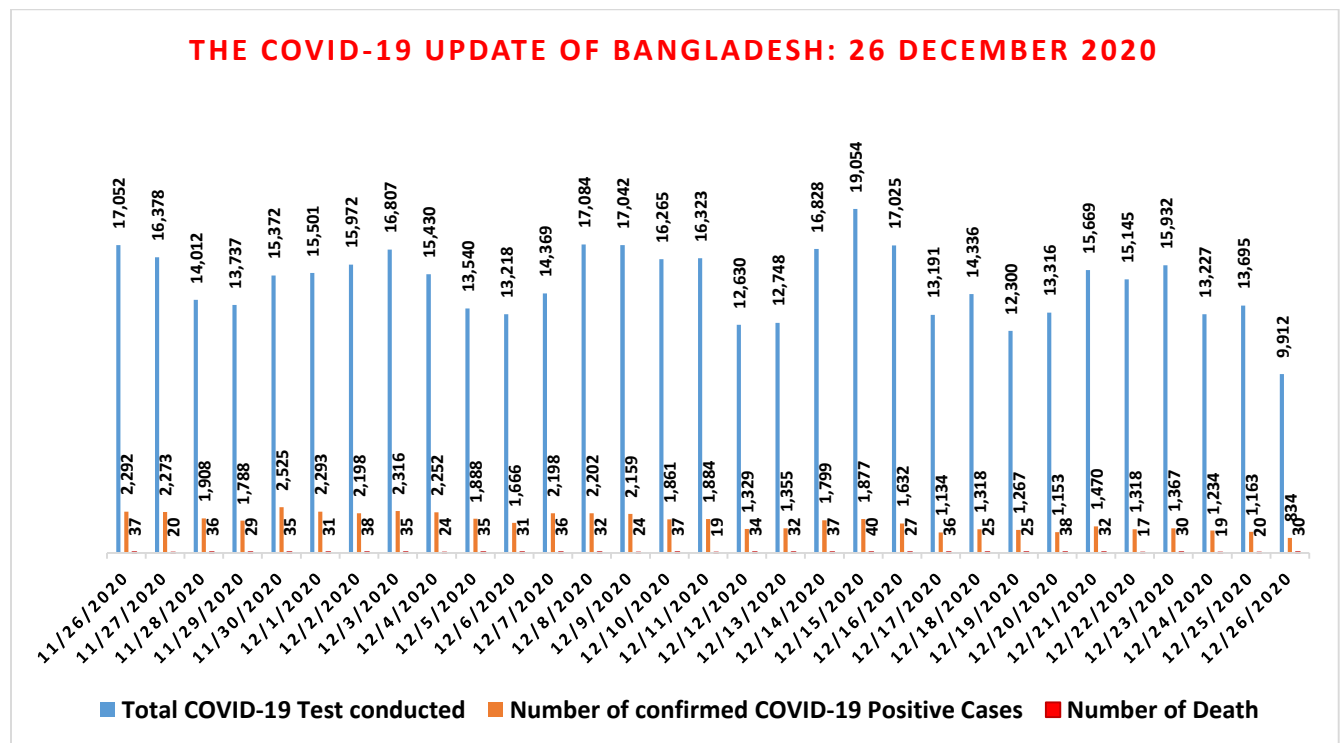 THE COVID-19 UPDATE OF BANGLADESH: 26 DECEMBER 2020
17,052 16,378 14,012 13,737 15,372 15,501 15,972 16,807 15,430 13,540 13,218 14,369 17,084 17,042 16,265 16,323 12,630 12,748 16,828 19,054 17,025 13,191 14,336 12,300 13,316 15,669 15,145 15,932 13,227 13,695 9,912
2,292 2,273 1,908 1,788 2,525 2,293 2,198 2,316 2,252 1,888 1,666 2,198 2,202 2,159 1,861 1,884 1,329 1,355 1,799 1,877 1,632 1,134 1,318 1,267 1,153 1,470 1,318 1,367 1,234 1,163 834
37 20 36 29 35 31 38 35 24 35 31 36 32 24 37 19 34 32 37 40 27 36 25 25 38 32 17 30 19 20 30
11/26/2020 11/27/2020 11/28/2020 11/29/2020 11/30/2020 12/1/2020 12/2/2020 12/3/2020 12/4/2020 12/5/2020 12/6/2020 12/7/2020 12/8/2020 12/9/2020 12/10/2020 12/11/2020 12/12/2020 12/13/2020 12/14/2020 12/15/2020 12/16/2020 12/17/2020 12/18/2020 12/19/2020 12/20/2020 12/21/2020 12/22/2020 12/23/2020 12/24/2020 12/25/2020 12/26/2020
Total COVID-19 Test conducted Number of confirmed COVID-19 Positive Cases Number of Death